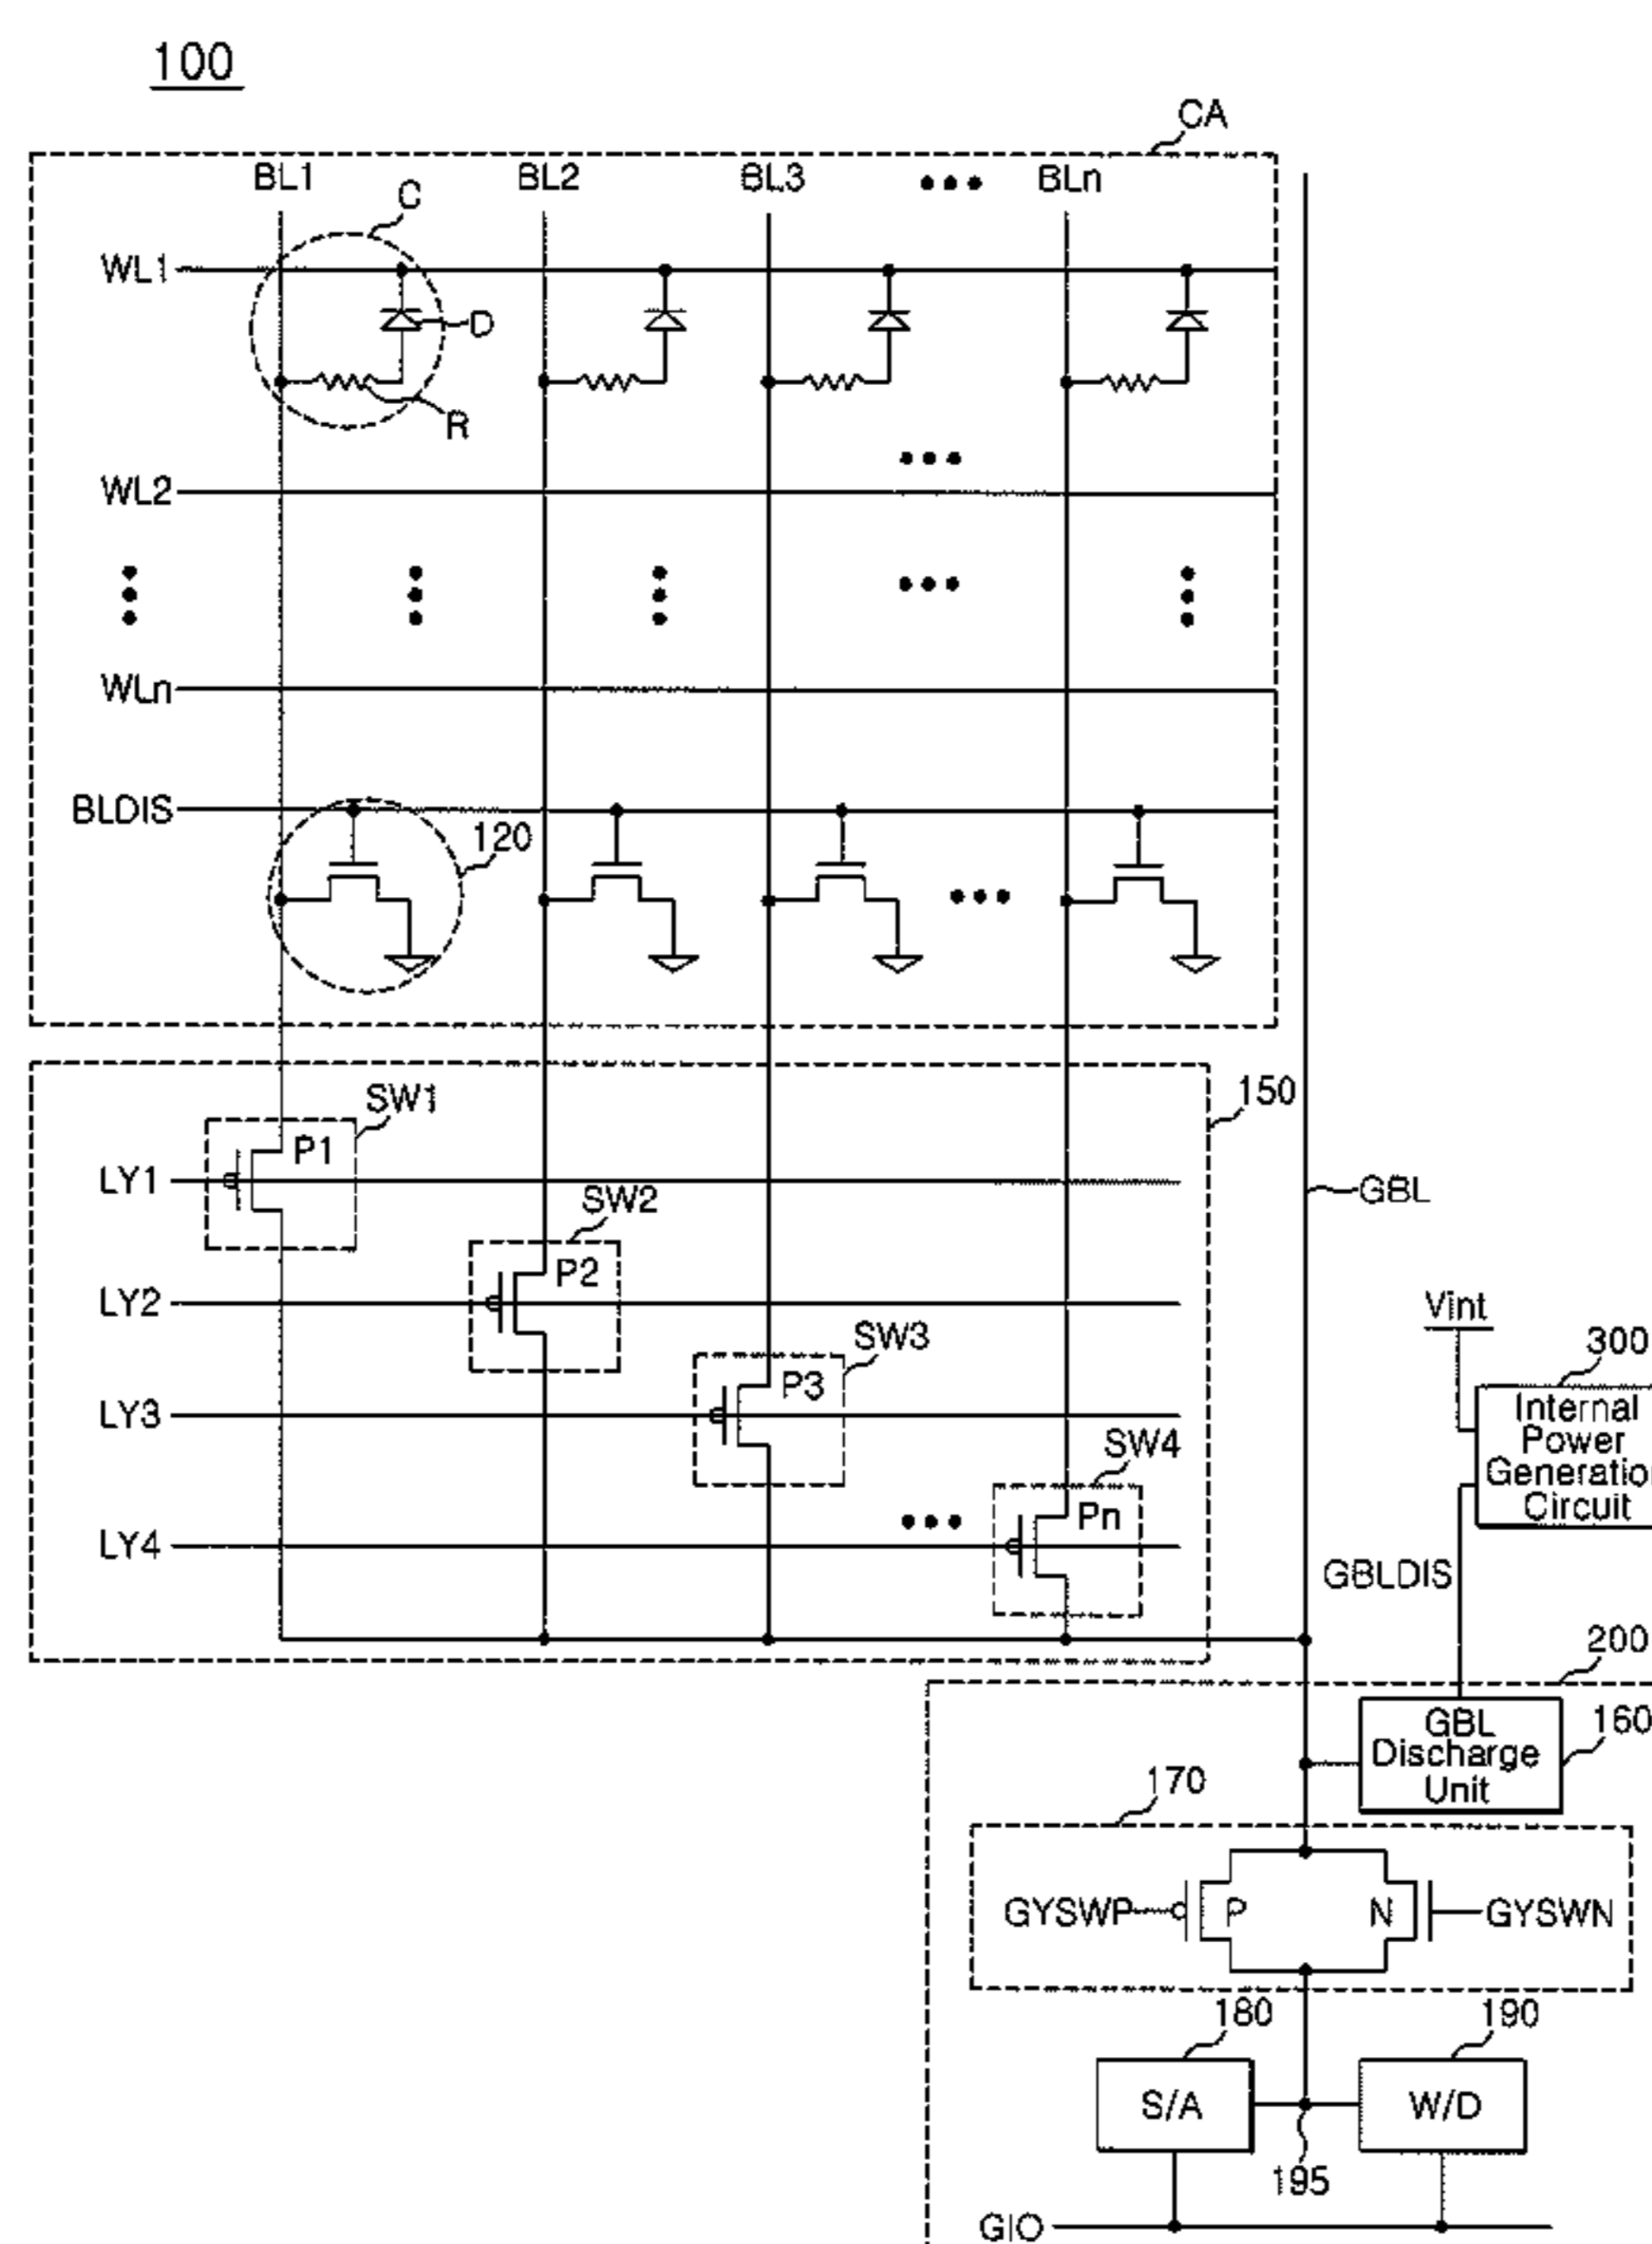 100
CA
BL1 BL2 BL3 ••• BLn
C
WL1
D
R
•••
WL2
•••
WLn
BLDIS
120
•••
SW1
150
P1
LY1
SW2
GBL
P2
LY2
Vint
SW3
300
P3
LY3
Internal
Power
Generatio
Circuit
SW4
Pn
LY4
•••
GBLDIS
200
GBL
Discharge
Unit
160
170
GYSWP
P
N
GYSWN
180
190
S/A
W/D
195
GIO